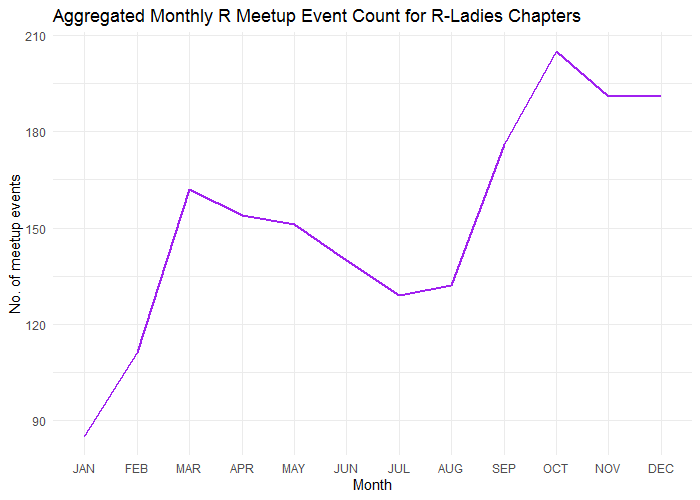 Aggregated Monthly R Meetup Event Count for R-Ladies Chapters
No. of meetup events
210
180
150
120
90
JAN FEB MAR APR MAY JUN JUL AUG SEP OCT NOV DEC
Month